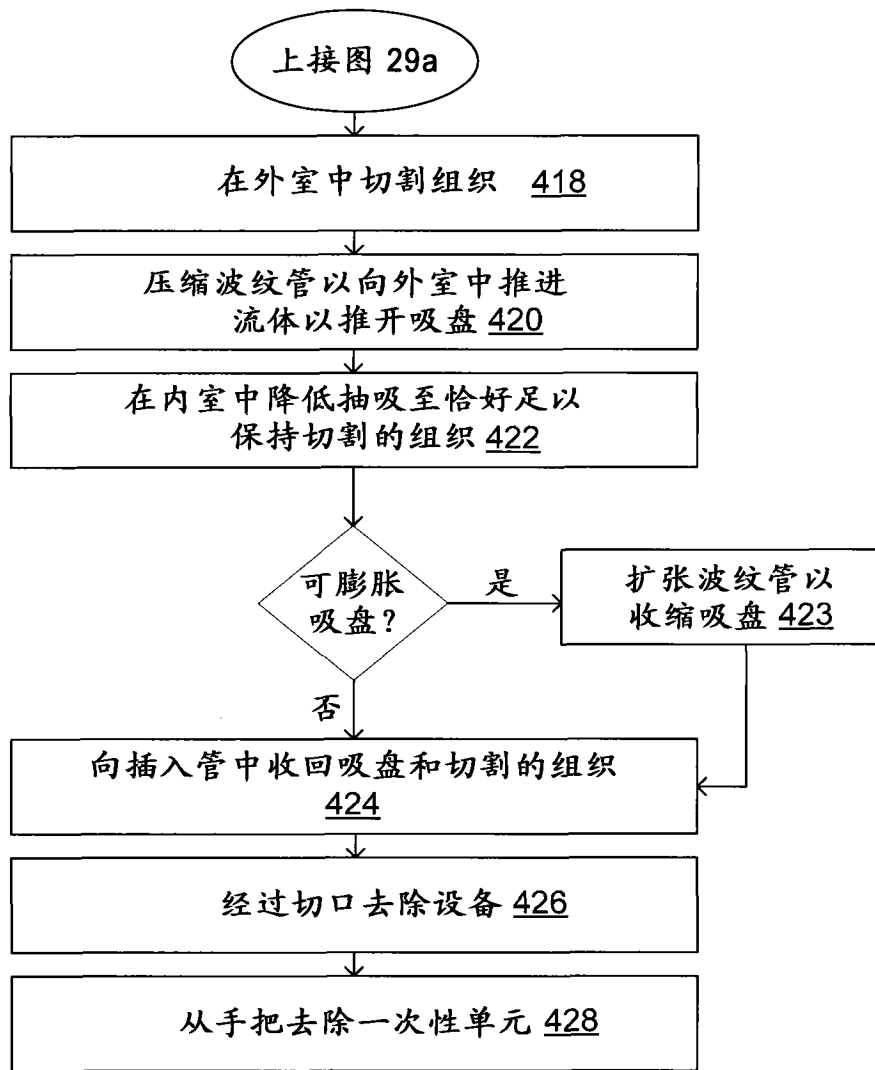 上接图 29a
在外室中切割组织 418
压缩波纹管以向外室中推进
流体以推开吸盘 420
在内室中降低抽吸至恰好足以
保持切割的组织 422
可膨胀
吸盘?
是
扩张波纹管以
收缩吸盘 423
否
向插入管中收回吸盘和切割的组织
424
经过切口去除设备 426
从手把去除一次性单元 428